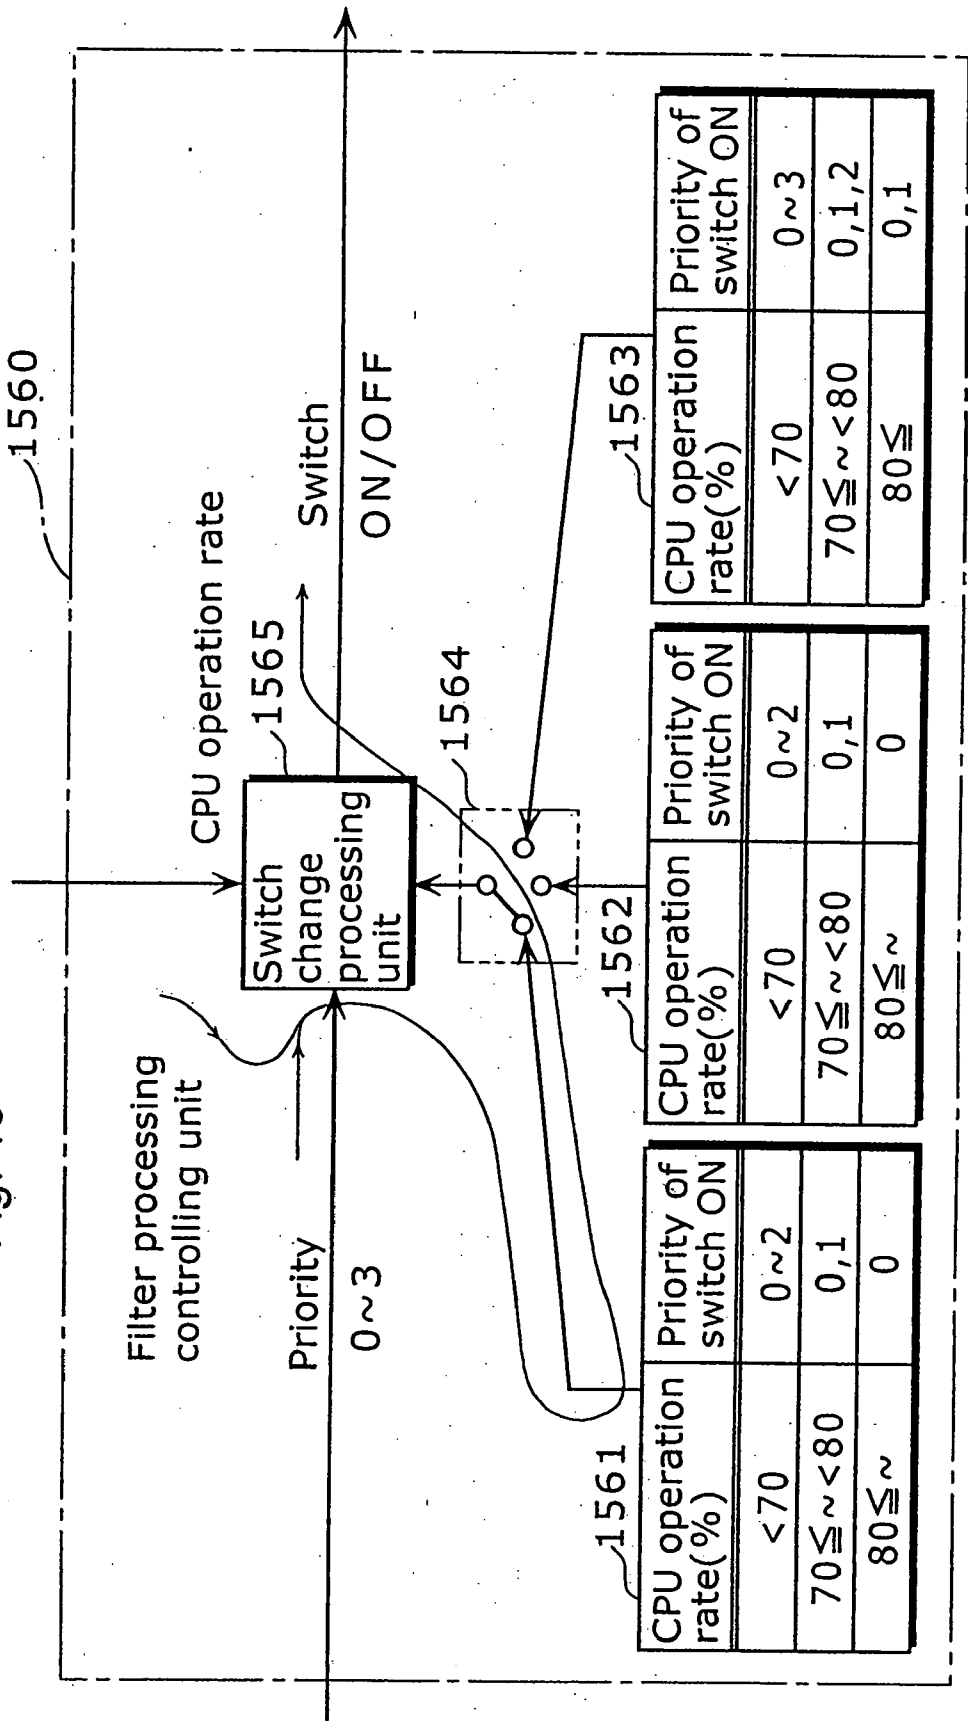 1560
CPU operation rate
1565
Switch
ON/OFF
Switch
change
processing
unit
Filter processing
controlling unit
Priority
0~3
1564
1561
CPU operation
rate(%)
Priority of
switch ON
<70
0~2
70≦~<80
0,1
80≦~
0
1562
CPU operation
rate(%)
Priority of
switch ON
<70
0~2
70≦~<80
0,1
80≦~
0
1563
CPU operation
rate(%)
Priority of
switch ON
<70
0~3
70≦~<80
0,1,2
80≦
0,1